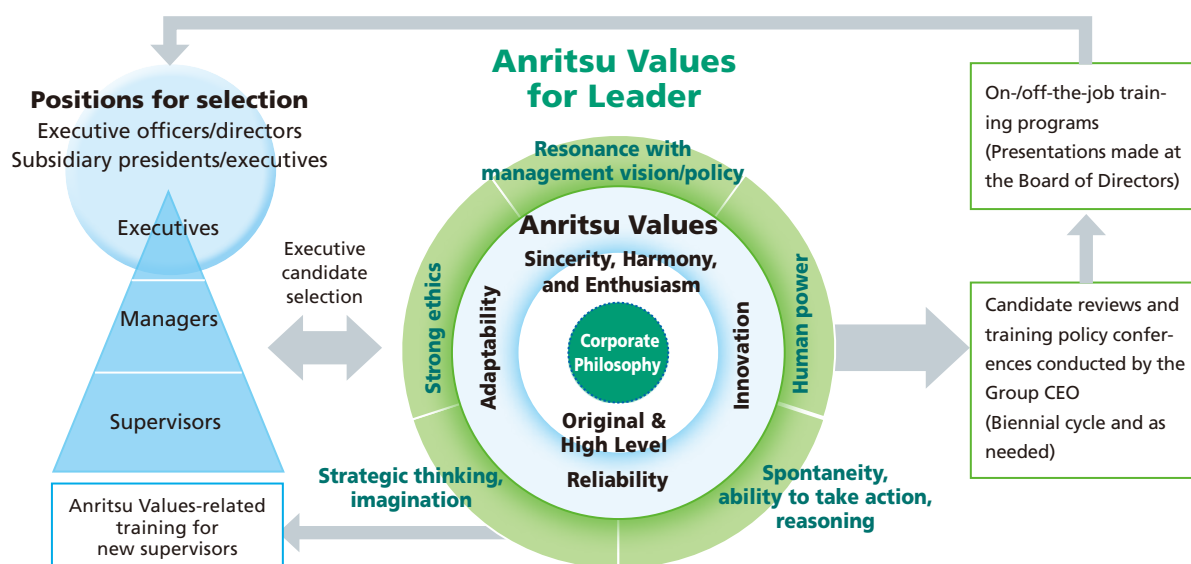 Anritsu Values
for Leader
Positions for selection
Executive officers/directors
Subsidiary presidents/executives
Executives
Managers
Supervisors
Anritsu Values-related
training for
new supervisors
Executive
candidate
selection
Resonance with
management vision/policy
Strong ethics
Human power
Strategic thinking,
imagination
Spontaneity,
ability to take action,
reasoning
Anritsu Values
Sincerity, Harmony,
and Enthusiasm
Adaptability
Innovation
Corporate
Philosophy
Original &
High Level
Reliability
On-/off-the-job train-
ing programs
(Presentations made at
the Board of Directors)
Candidate reviews and
training policy confer-
ences conducted by the
Group CEO
(Biennial cycle and as
needed)